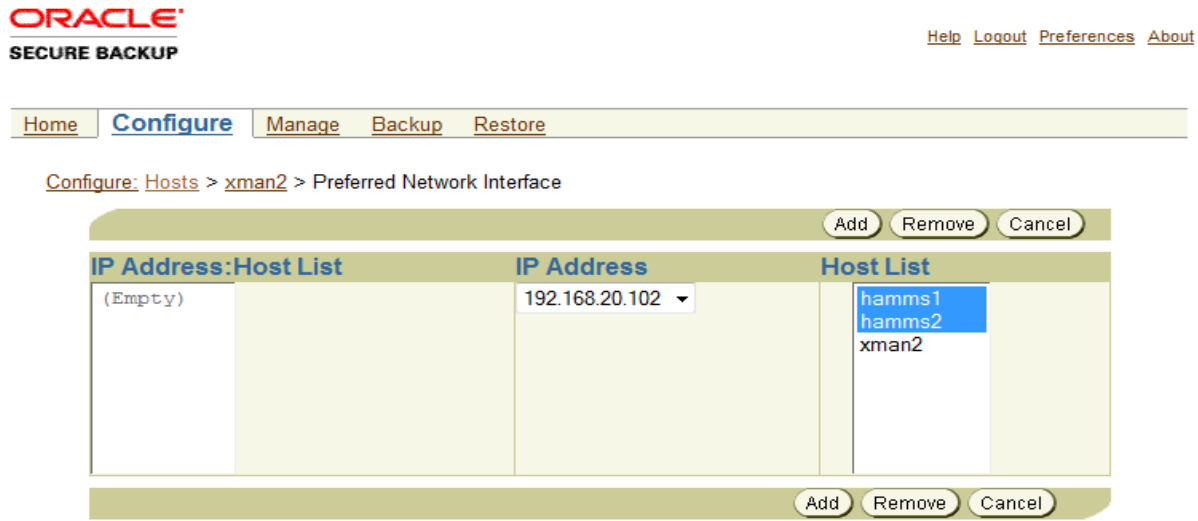 ORACLE
SECURE BACKUP
Help Logout Preferences About
Home Configure Manage Backup Restore
Configure: Hosts > xman2 > Preferred Network Interface
Add Remove Cancel
IP Address:Host List IP Address Host List
(Empty) 192.168.20.102 hamms1
hamms2
xman2
Add Remove Cancel